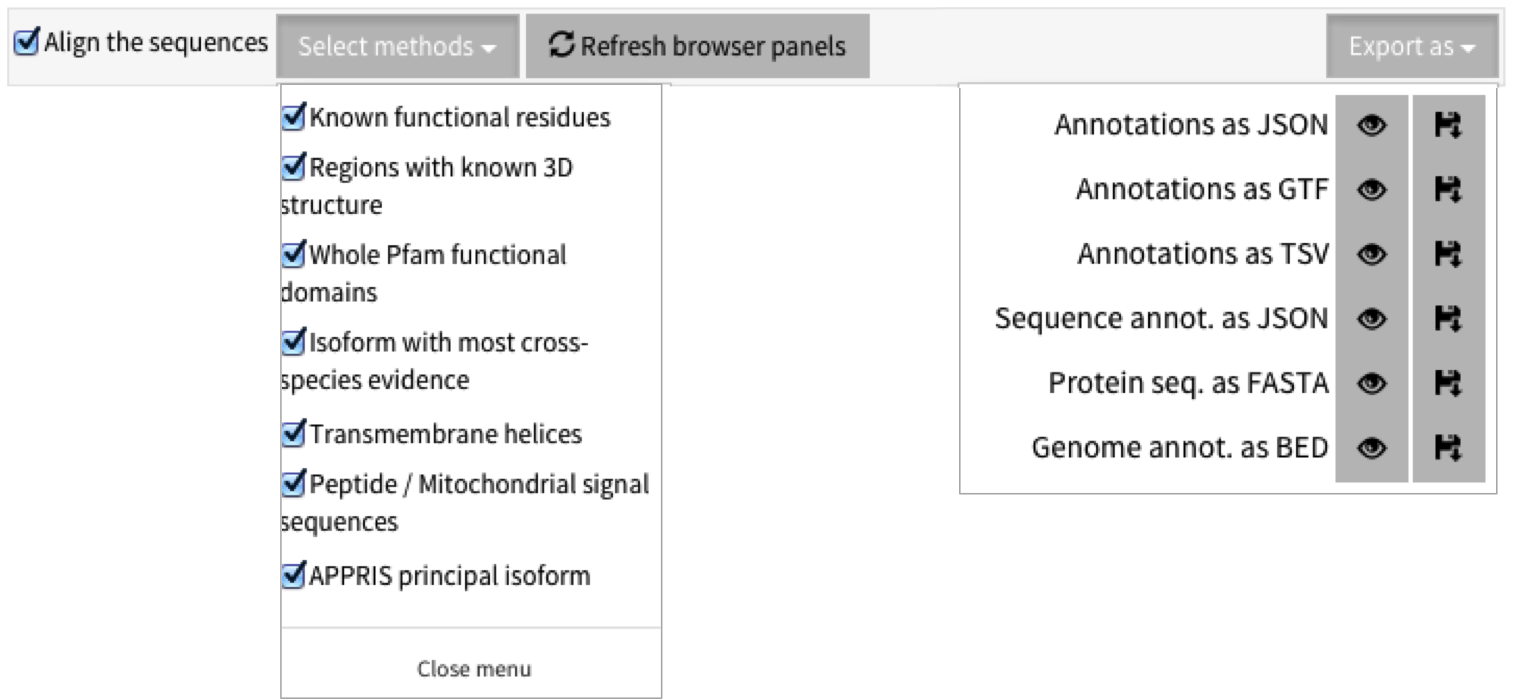 Align the sequences
Select methods
Refresh browser panels
Export as
Known functional residues
Regions with known 3D
structure
Whole Pfam functional
domains
Isoform with most cross-
species evidence
Transmembrane helices
Peptide / Mitochondrial signal
sequences
APPRIS principal isoform
Close menu
Annotations as JSON
Annotations as GTF
Annotations as TSV
Sequence annot. as JSON
Protein seq. as FASTA
Genome annot. as BED